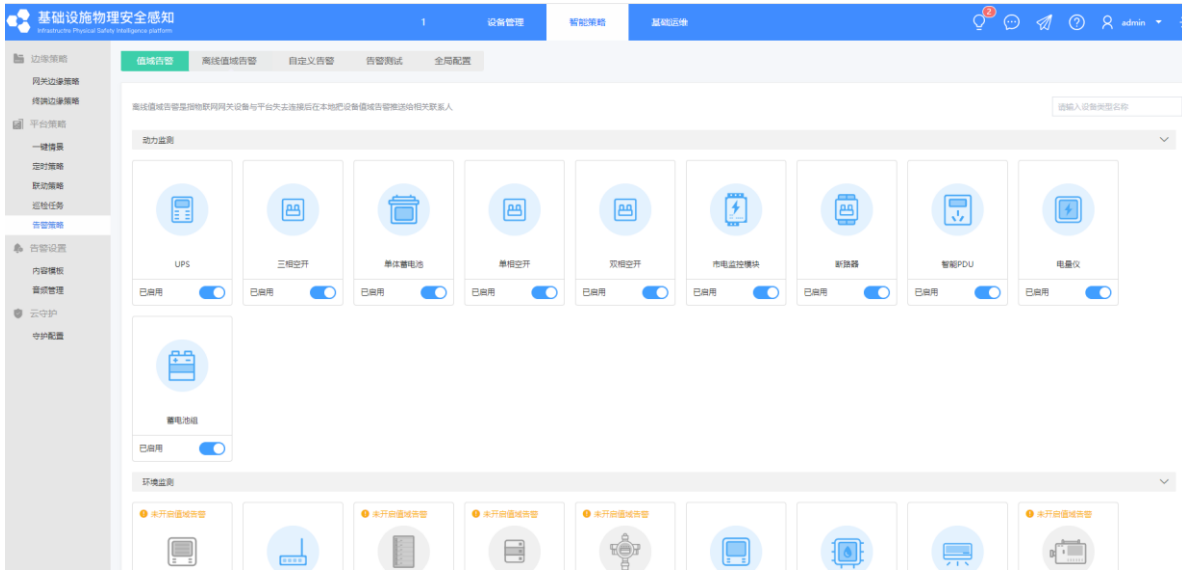 基础设施物理安全感知
Infrastructre Physical Safety Intelligence platform
1
设备管理
智能策略
基础运维
2
admin
边缘策略
网关边缘策略
终端边缘策略
平台策略
一键情景
定时策略
联动策略
巡检任务
告警策略
告警设置
内容模板
音频管理
云守护
守护配置
值域告警
离线值域告警
自定义告警
告警测试
全局配置
离线值域告警是指物联网网关设备与平台失去连接后在本地把设备值域告警推送给相关联系人
请输入设备类型名称
动力监测
UPS
三相空开
单体蓄电池
单相空开
双相空开
市电监控模块
断路器
智能PDU
电量仪
已启用
已启用
已启用
已启用
已启用
已启用
已启用
已启用
已启用
蓄电池组
已启用
环境监测
未开启值域告警
未开启值域告警
未开启值域告警
未开启值域告警
未开启值域告警